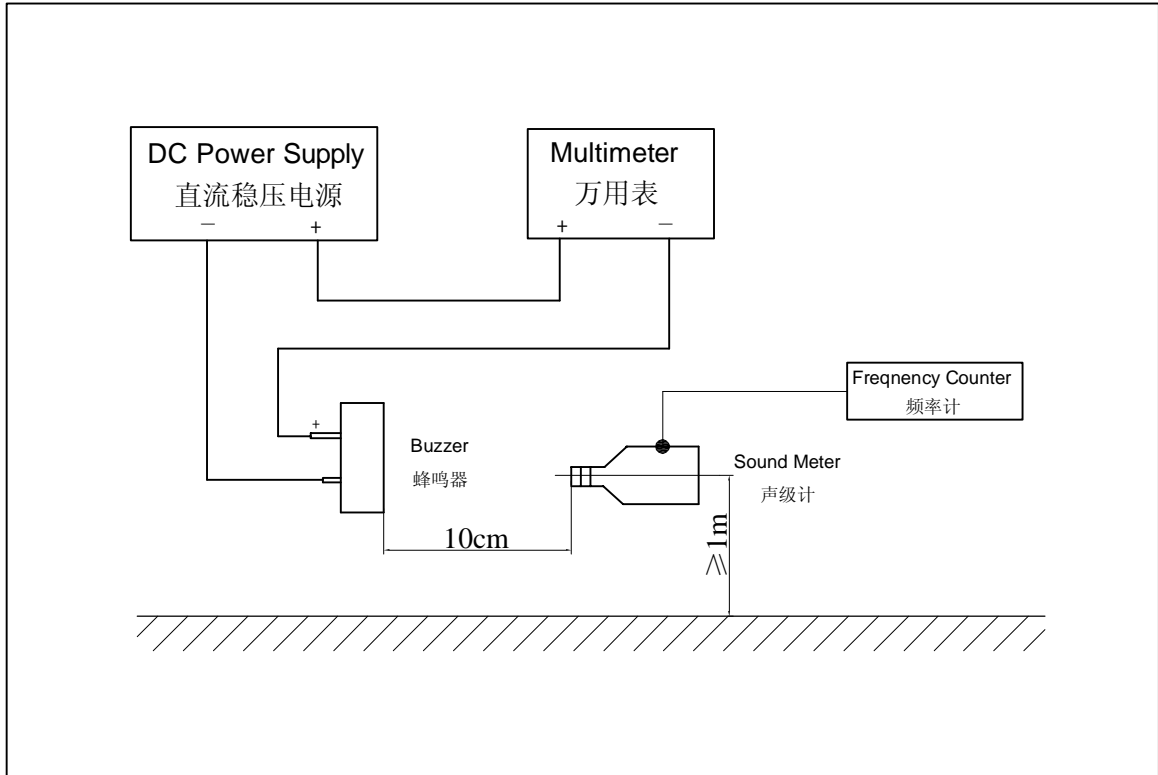 DC Power Supply
直流稳压电源
－ +
Multimeter
万用表
+ －
Freqnency Counter
频率计
+
Buzzer
蜂鸣器
Sound Meter
声级计
10cm
≥1m